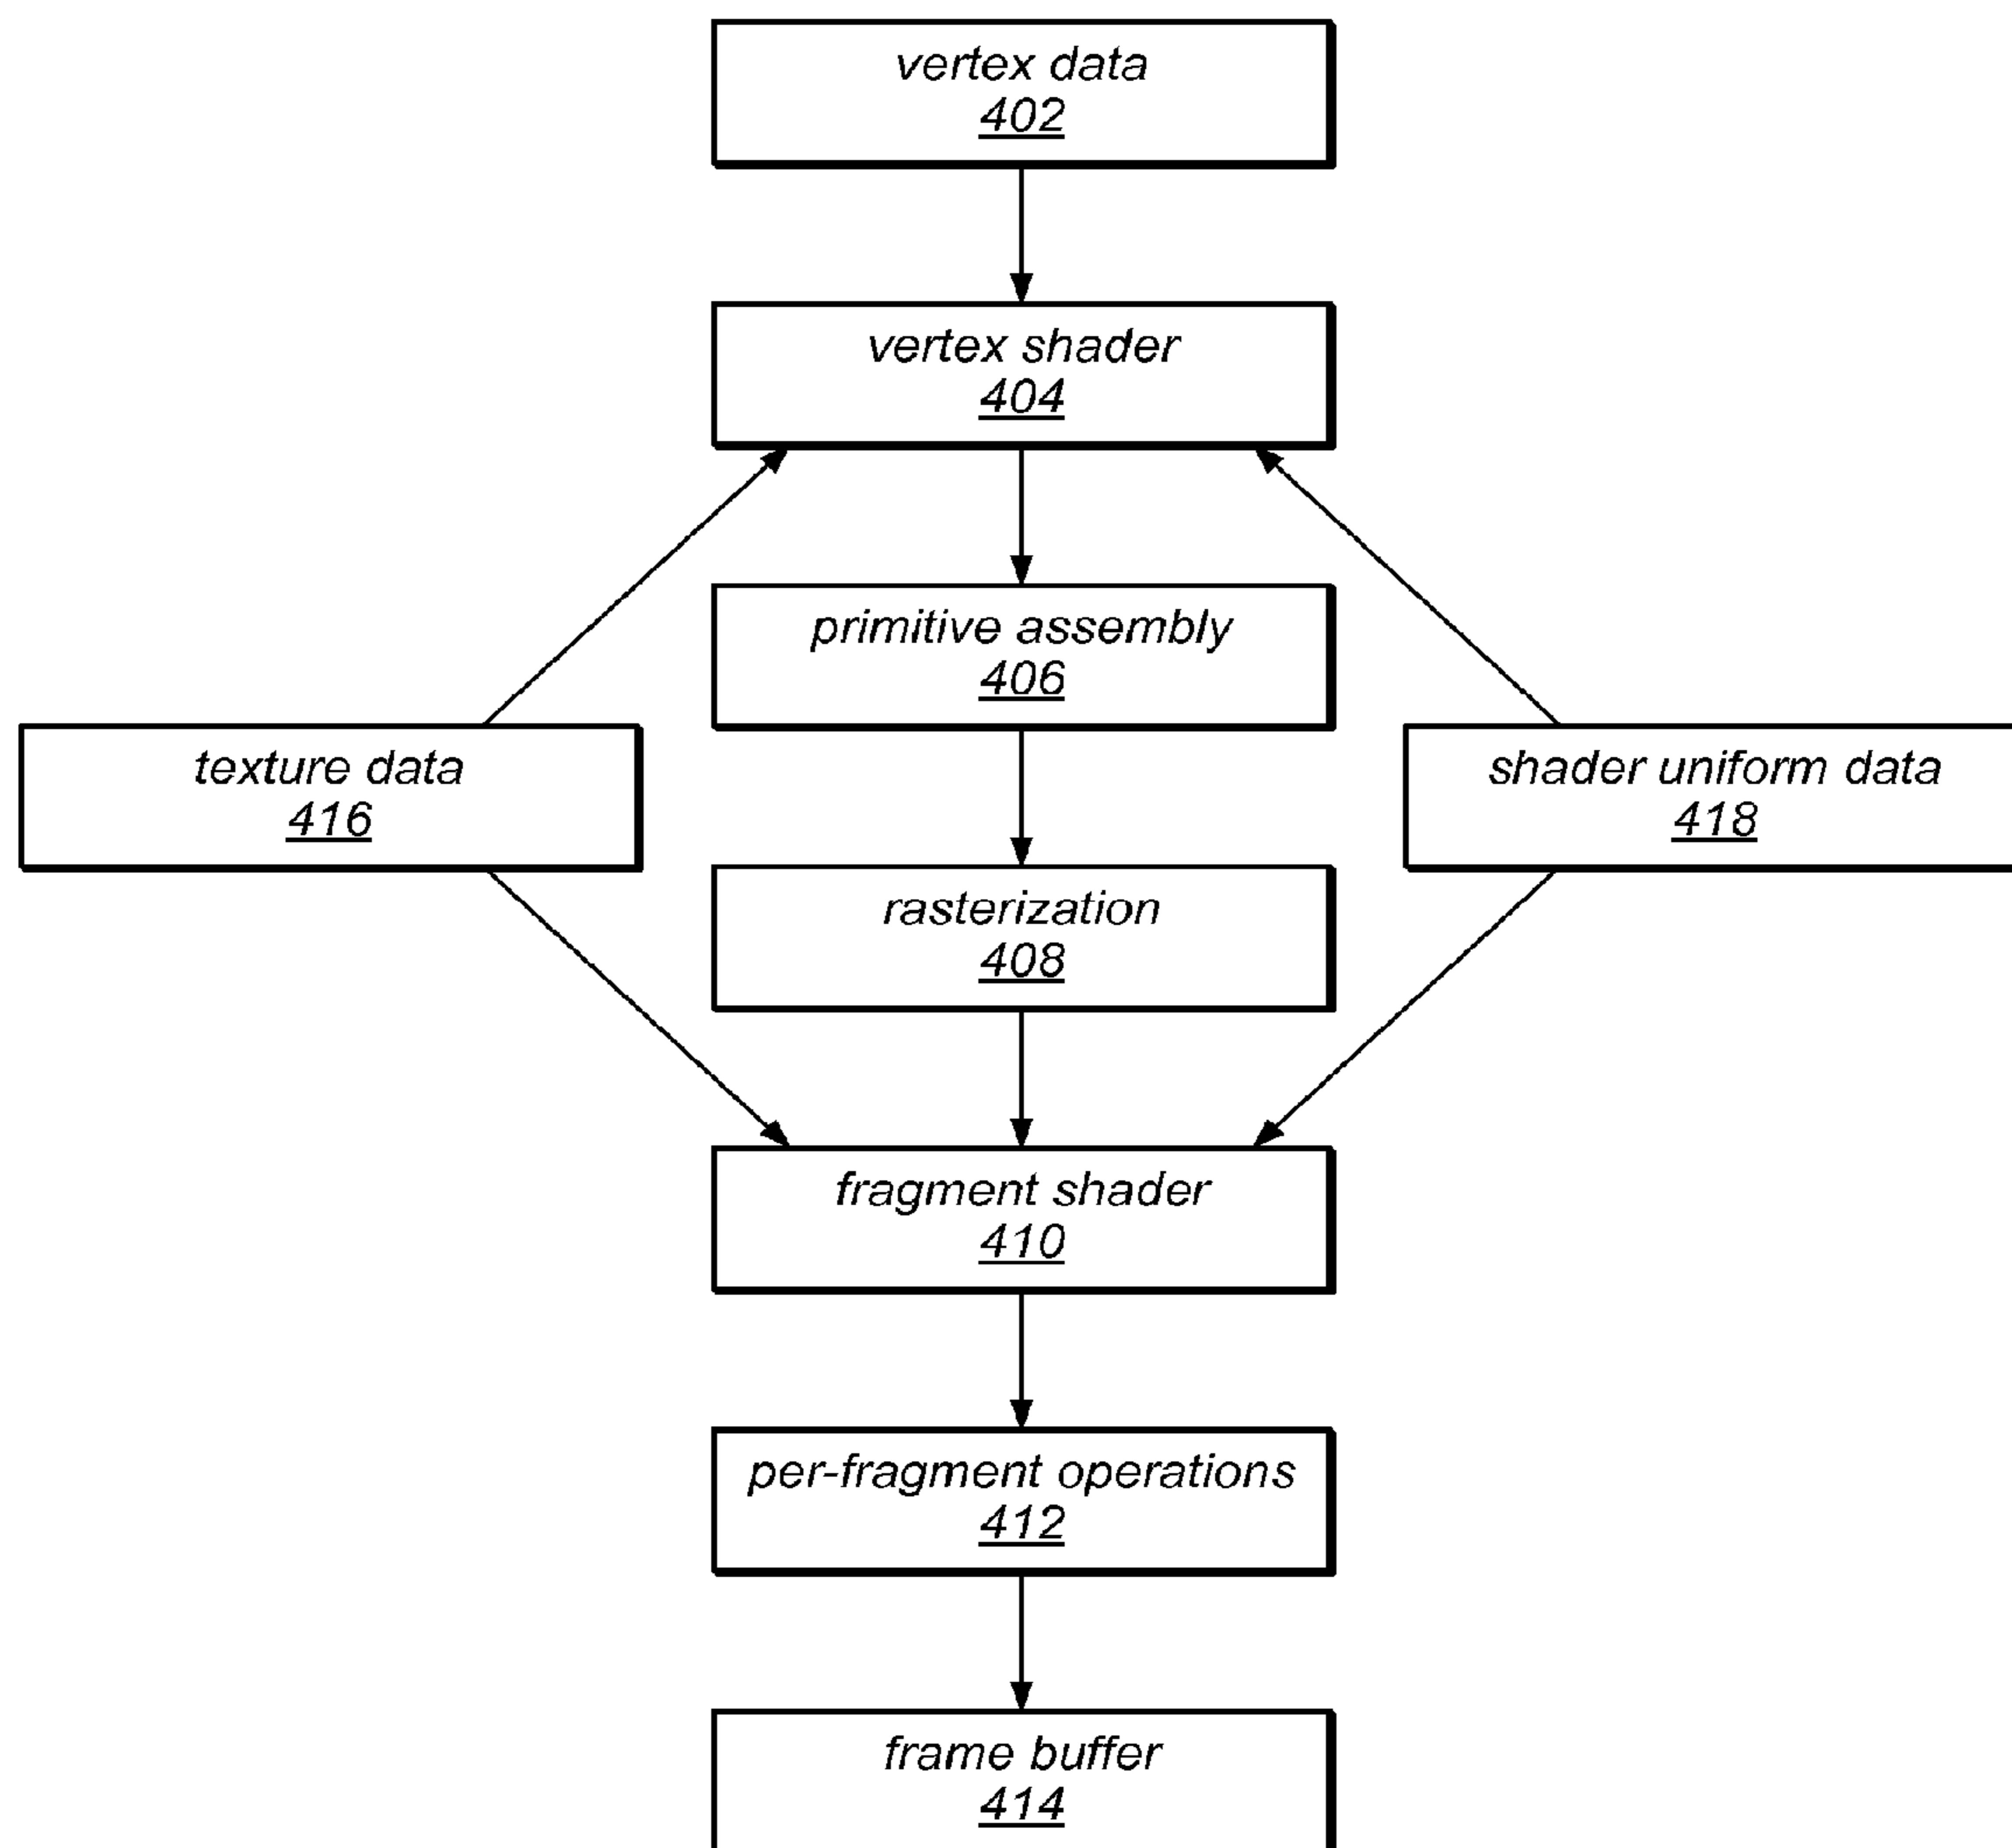 vertex data
402
vertex shader
404
primitive assembly
406
texture data
416
shader uniform data
418
rasterization
408
fragment shader
410
per-fragment operations
412
frame buffer
414